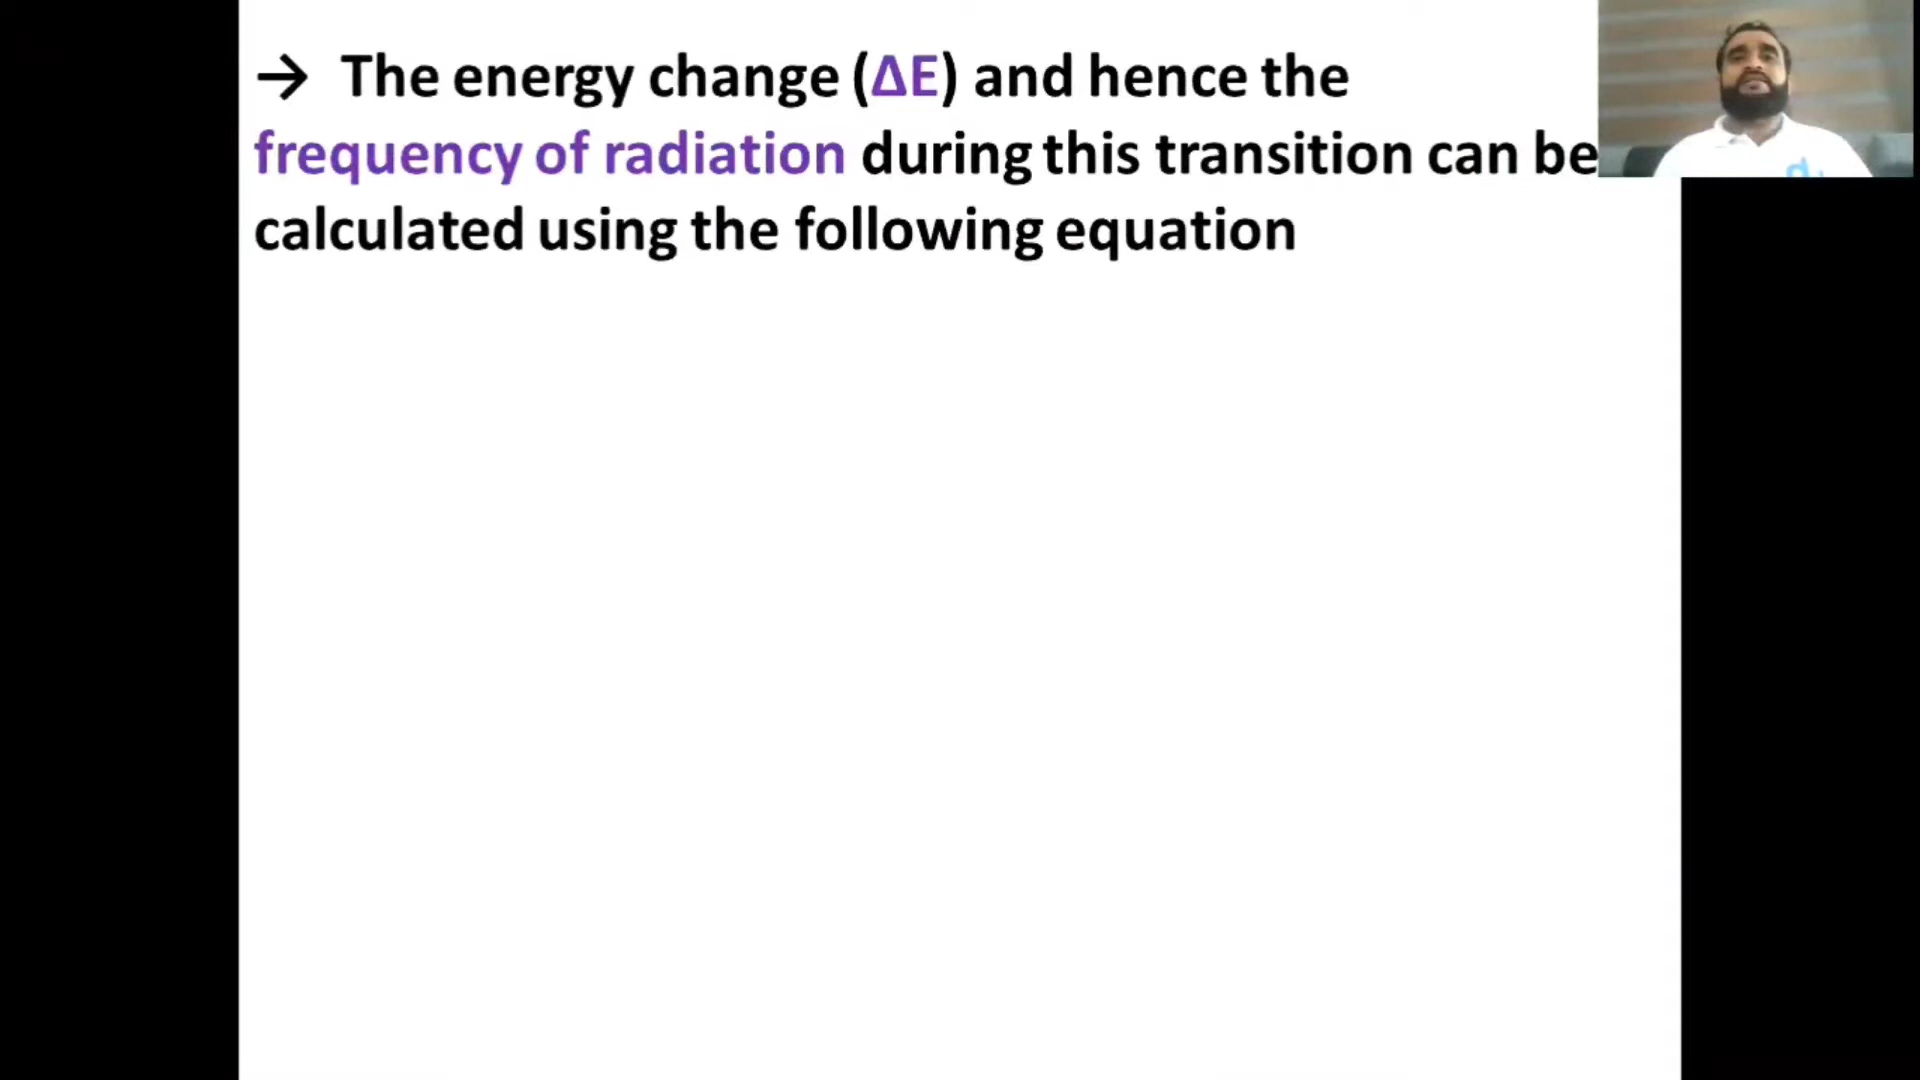 → The energy change (ΔE) and hence the
frequency of radiation during this transition can be
calculated using the following equation